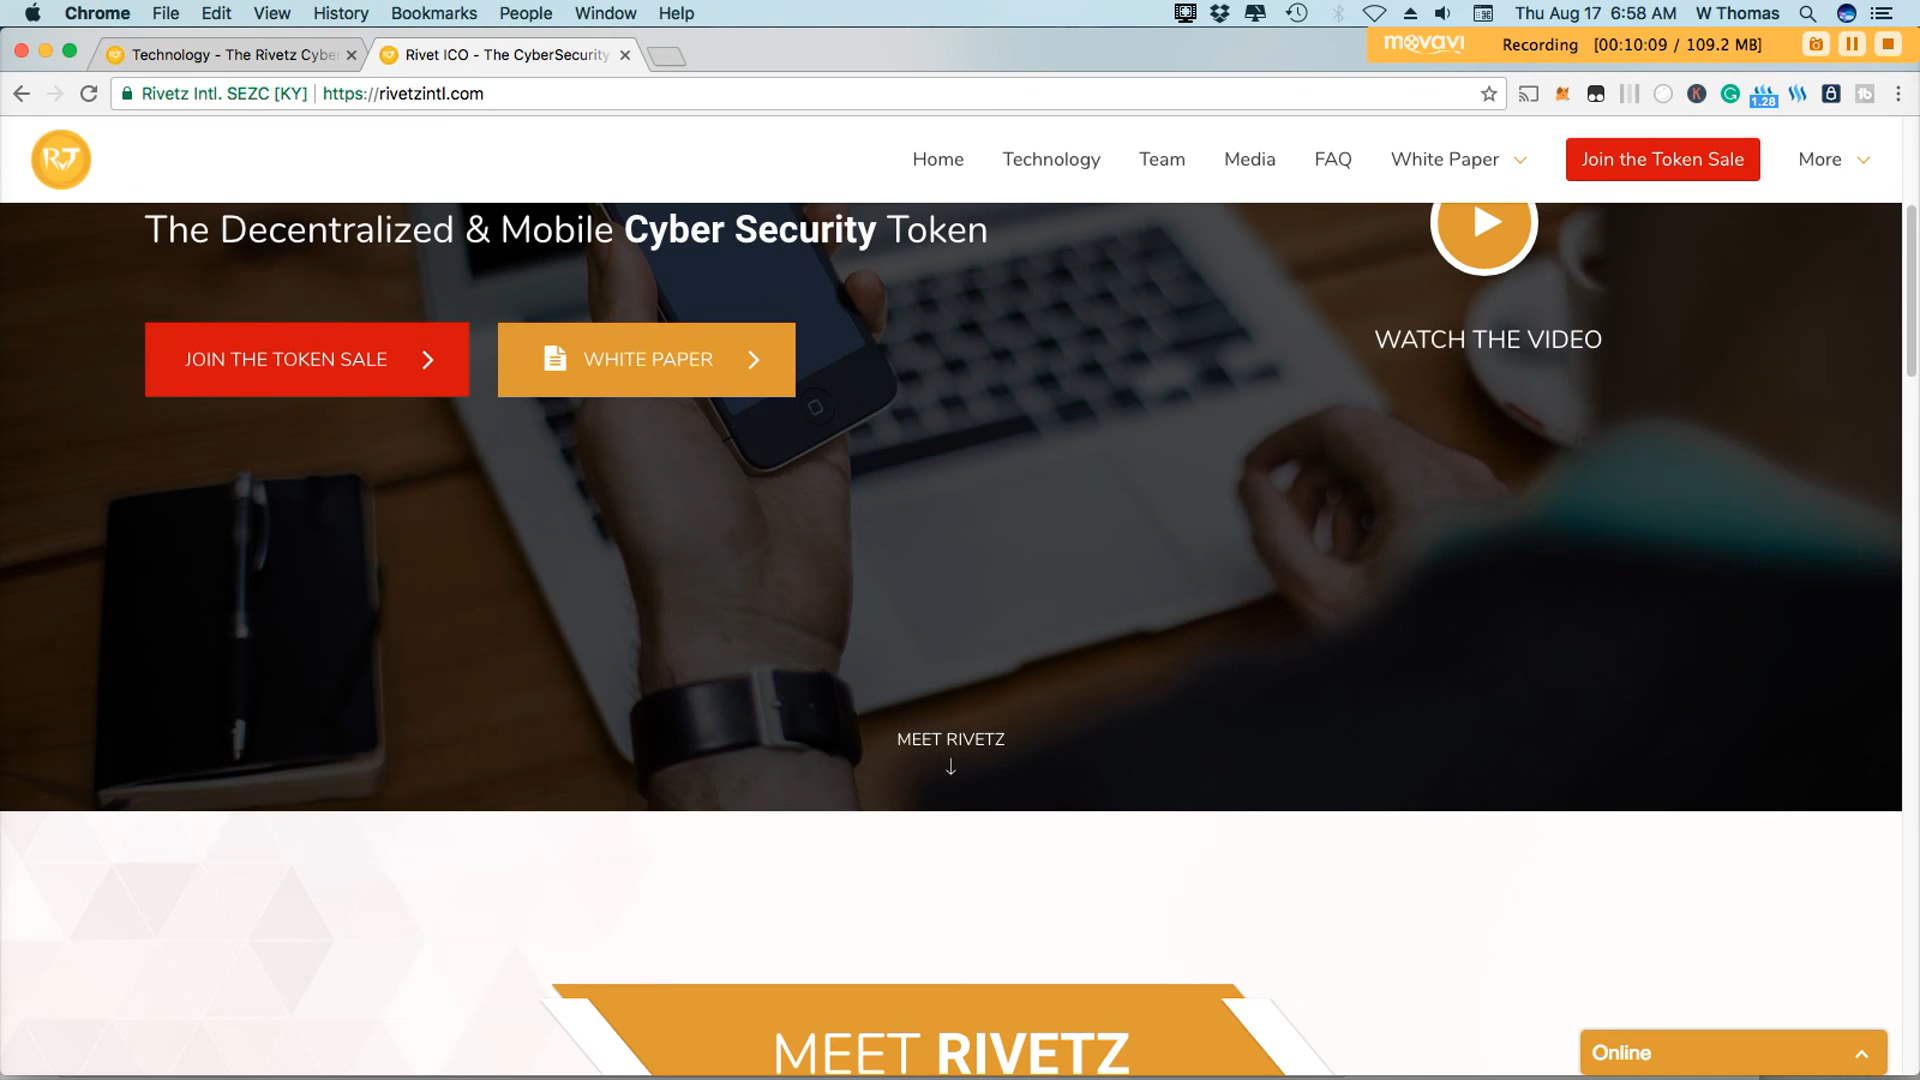 Chrome File Edit View History Bookmarks People Window Help Thu Aug 17 6:58 AM W Thomas
movavi Recording [00:10:09 / 109.2 MB]
Technology - The Rivetz Cyber Rivet ICO - The CyberSecurity
Rivetz Intl. SEZC [KY] https://rivetzintl.com
1.28
RvT Home Technology Team Media FAQ White Paper Join the Token Sale More
The Decentralized & Mobile Cyber Security Token
WATCH THE VIDEO
JOIN THE TOKEN SALE WHITE PAPER
MEET RIVETZ
MEET RIVETZ
Online